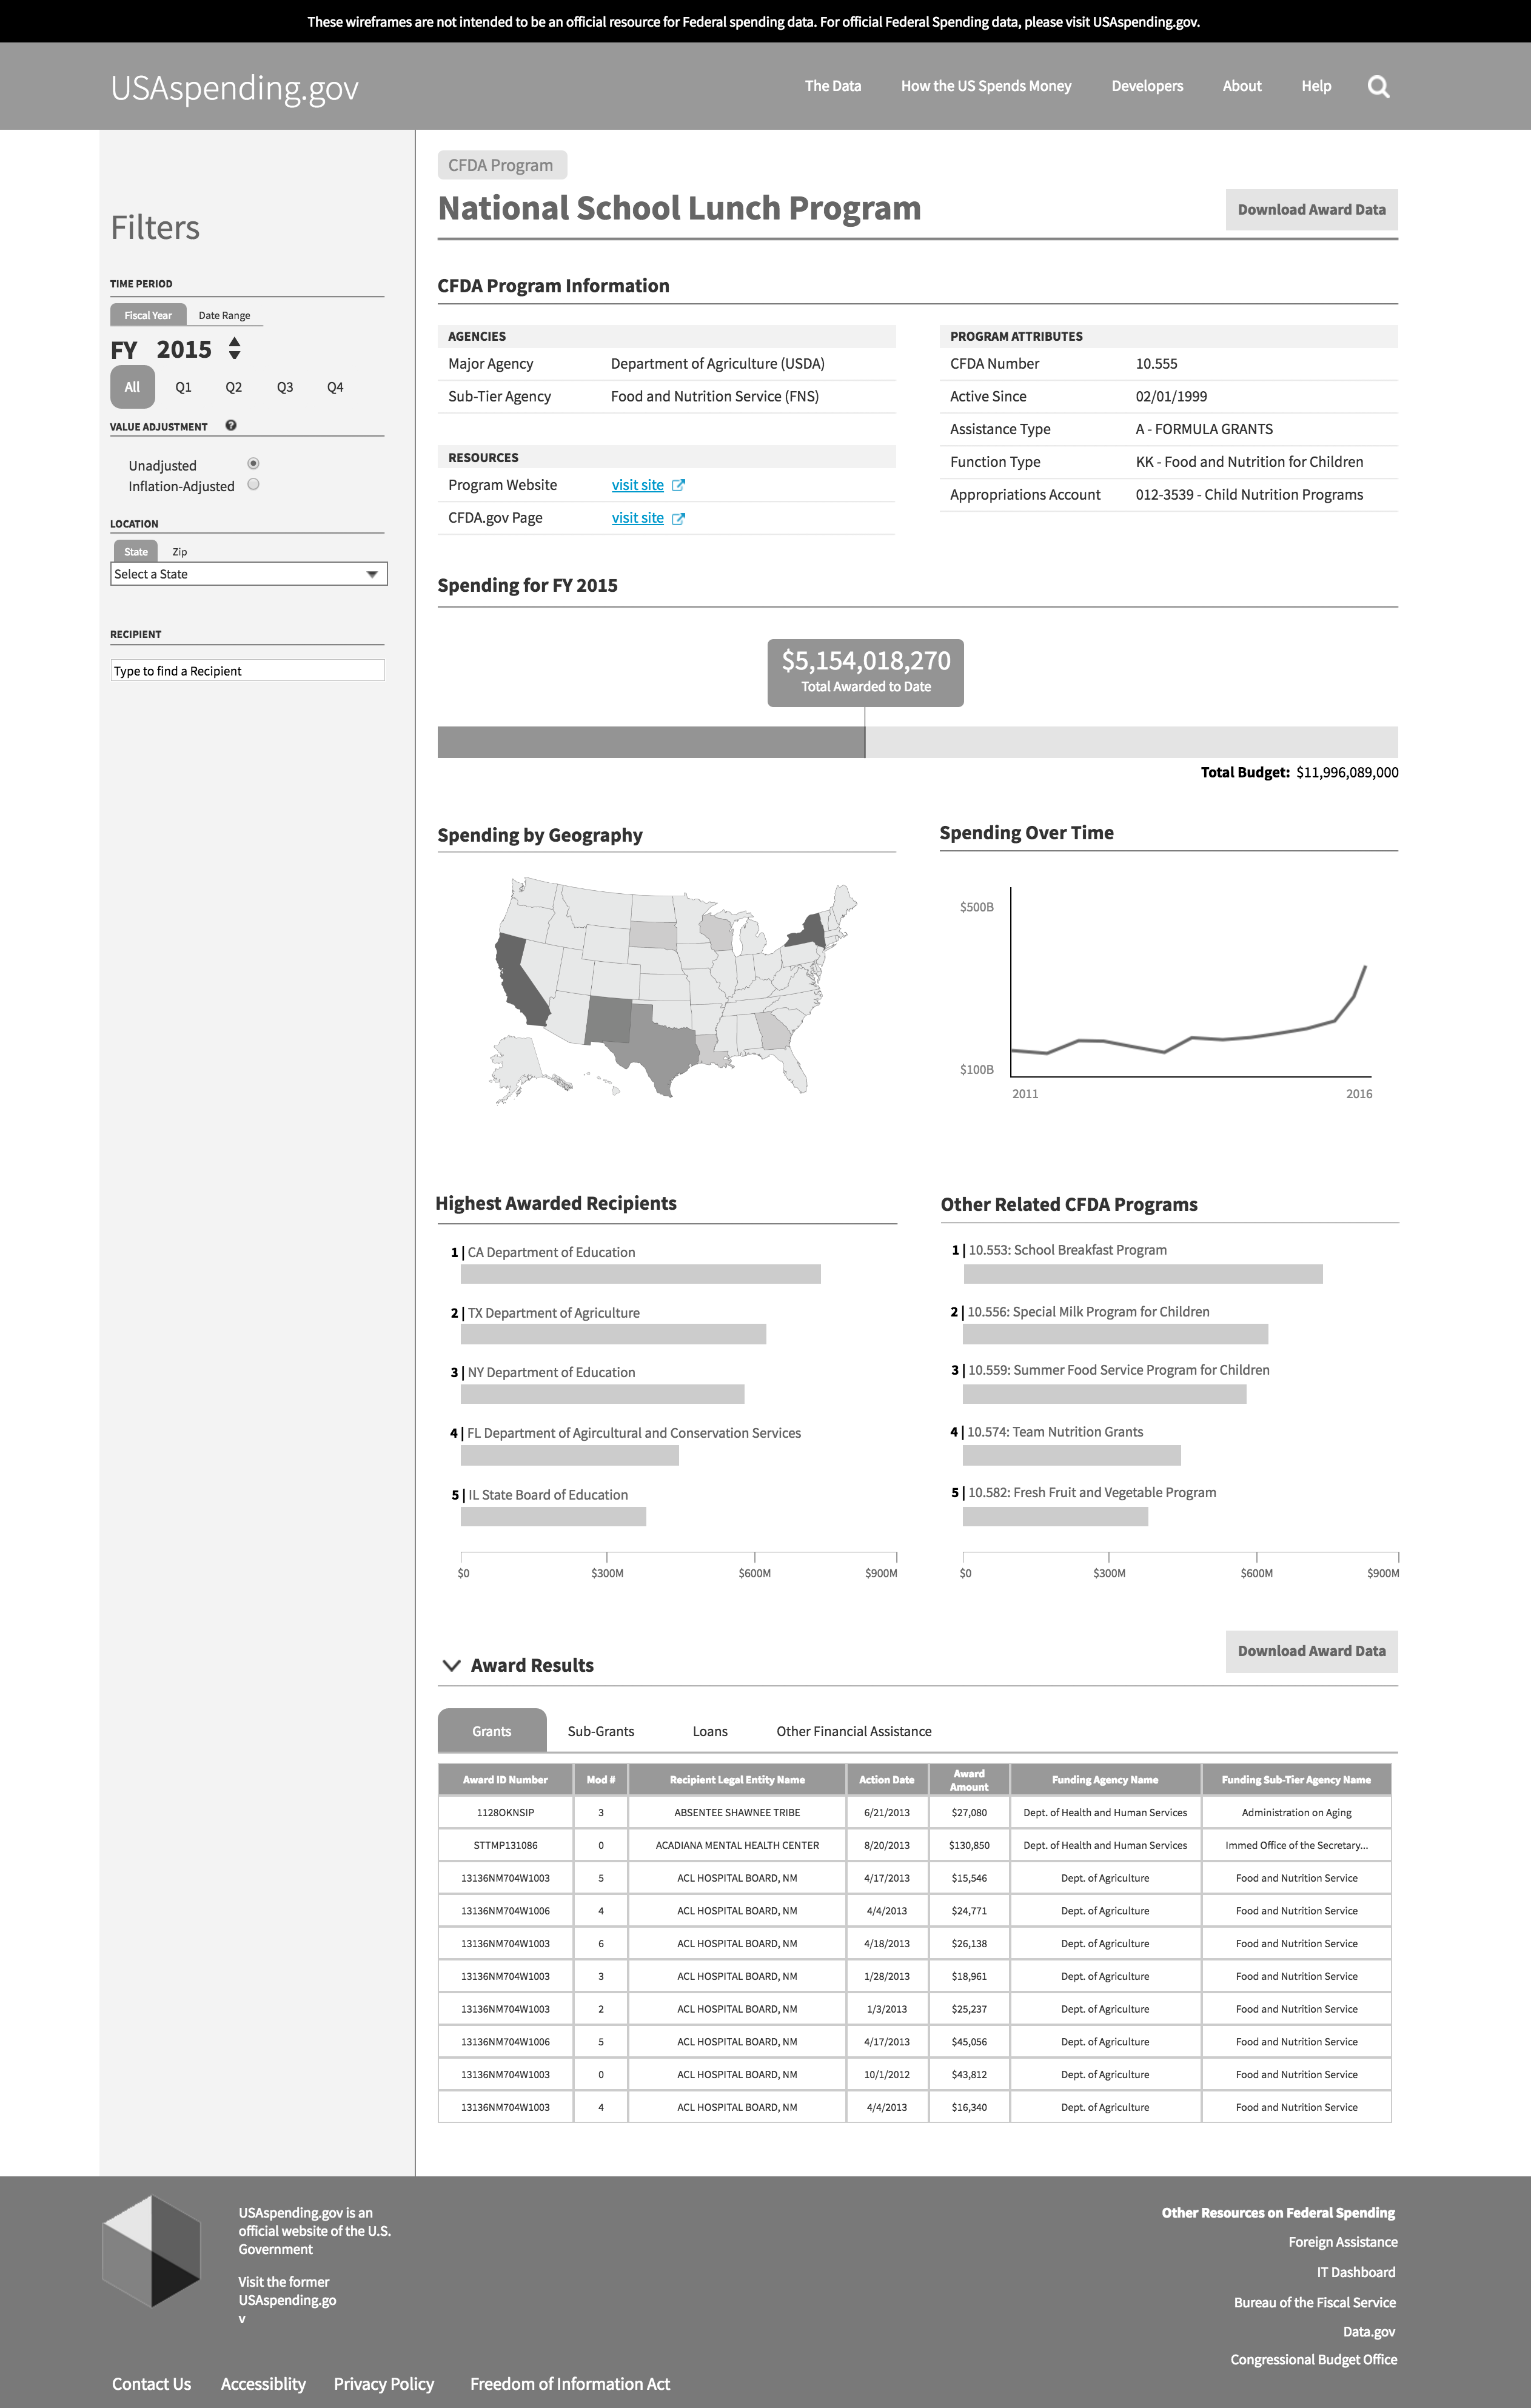 These wireframes are not intended to be an official resource for Federal spending data. For official Federal Spending data, please visit USAspending.gov.
USAspending.gov
The Data
How the US Spends Money
Developers
About
Help
Filters
TIME PERIOD
Fiscal Year
Date Range
FY 2015
All
Q1
Q2
Q3
Q4
VALUE ADJUSTMENT ?
Unadjusted
Inflation-Adjusted
LOCATION
State
Zip
Select a State
RECIPIENT
Type to find a Recipient
CFDA Program
National School Lunch Program
Download Award Data
CFDA Program Information
AGENCIES
Major Agency Department of Agriculture (USDA)
Sub-Tier Agency Food and Nutrition Service (FNS)
RESOURCES
Program Website visit site
CFDA.gov Page visit site
PROGRAM ATTRIBUTES
CFDA Number 10.555
Active Since 02/01/1999
Assistance Type A - FORMULA GRANTS
Function Type KK - Food and Nutrition for Children
Appropriations Account 012-3539 - Child Nutrition Programs
Spending for FY 2015
$5,154,018,270
Total Awarded to Date
Total Budget: $11,996,089,000
Spending by Geography
Spending Over Time
$500B
$100B
2011
2016
Highest Awarded Recipients
1 | CA Department of Education
2 | TX Department of Agriculture
3 | NY Department of Education
4 | FL Department of Agircultural and Conservation Services
5 | IL State Board of Education
$0 $300M $600M $900M
Other Related CFDA Programs
1 | 10.553: School Breakfast Program
2 | 10.556: Special Milk Program for Children
3 | 10.559: Summer Food Service Program for Children
4 | 10.574: Team Nutrition Grants
5 | 10.582: Fresh Fruit and Vegetable Program
$0 $300M $600M $900M
Award Results
Download Award Data
Grants
Sub-Grants
Loans
Other Financial Assistance
Award ID Number Mod # Recipient Legal Entity Name Action Date Award Amount Funding Agency Name Funding Sub-Tier Agency Name
1128OKNSIP 3 ABSENTEE SHAWNEE TRIBE 6/21/2013 $27,080 Dept. of Health and Human Services Administration on Aging
STTMP131086 0 ACADIANA MENTAL HEALTH CENTER 8/20/2013 $130,850 Dept. of Health and Human Services Immed Office of the Secretary...
13136NM704W1003 5 ACL HOSPITAL BOARD, NM 4/17/2013 $15,546 Dept. of Agriculture Food and Nutrition Service
13136NM704W1006 4 ACL HOSPITAL BOARD, NM 4/4/2013 $24,771 Dept. of Agriculture Food and Nutrition Service
13136NM704W1003 6 ACL HOSPITAL BOARD, NM 4/18/2013 $26,138 Dept. of Agriculture Food and Nutrition Service
13136NM704W1003 3 ACL HOSPITAL BOARD, NM 1/28/2013 $18,961 Dept. of Agriculture Food and Nutrition Service
13136NM704W1003 2 ACL HOSPITAL BOARD, NM 1/3/2013 $25,237 Dept. of Agriculture Food and Nutrition Service
13136NM704W1006 5 ACL HOSPITAL BOARD, NM 4/17/2013 $45,056 Dept. of Agriculture Food and Nutrition Service
13136NM704W1003 0 ACL HOSPITAL BOARD, NM 10/1/2012 $43,812 Dept. of Agriculture Food and Nutrition Service
13136NM704W1003 4 ACL HOSPITAL BOARD, NM 4/4/2013 $16,340 Dept. of Agriculture Food and Nutrition Service
USAspending.gov is an
official website of the U.S.
Government
Visit the former
USAspending.go
v
Other Resources on Federal Spending
Foreign Assistance
IT Dashboard
Bureau of the Fiscal Service
Data.gov
Congressional Budget Office
Contact Us
Accessiblity
Privacy Policy
Freedom of Information Act